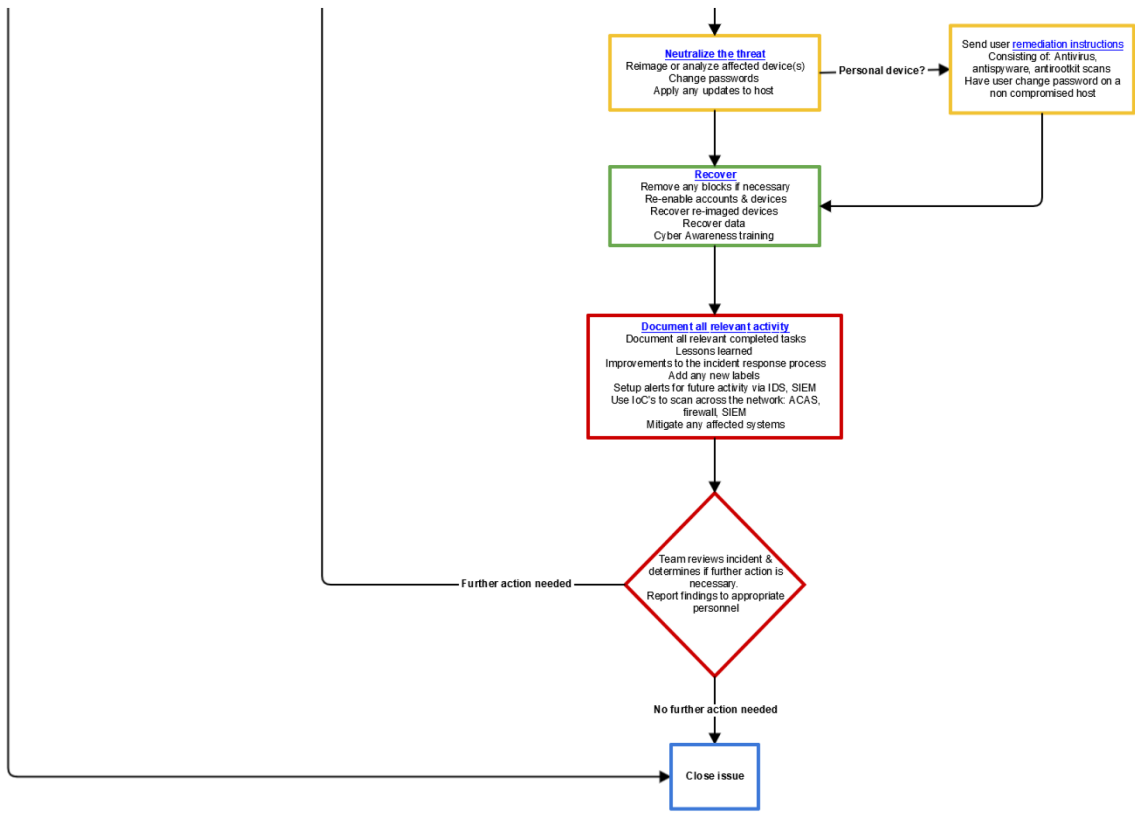 Neutralize the threat
Reimage or analyze affected device(s)
Change passwords
Apply any updates to host
Personal device?
Send user remediation instructions
Consisting of: Antivirus,
antispyware, antirootkit scans
Have user change password on a
non compromised host
Recover
Remove any blocks if necessary
Re-enable accounts & devices
Recover re-imaged devices
Recover data
Cyber Awareness training
Document all relevant activity
Document all relevant completed tasks
Lessons learned
Improvements to the incident response process
Add any new labels
Setup alerts for future activity via IDS, SIEM
Use IoC's to scan across the network: ACAS,
firewall, SIEM
Mitigate any affected systems
Team reviews incident &
determines if further action is
necessary.
Report findings to appropriate
personnel
Further action needed
No further action needed
Close issue